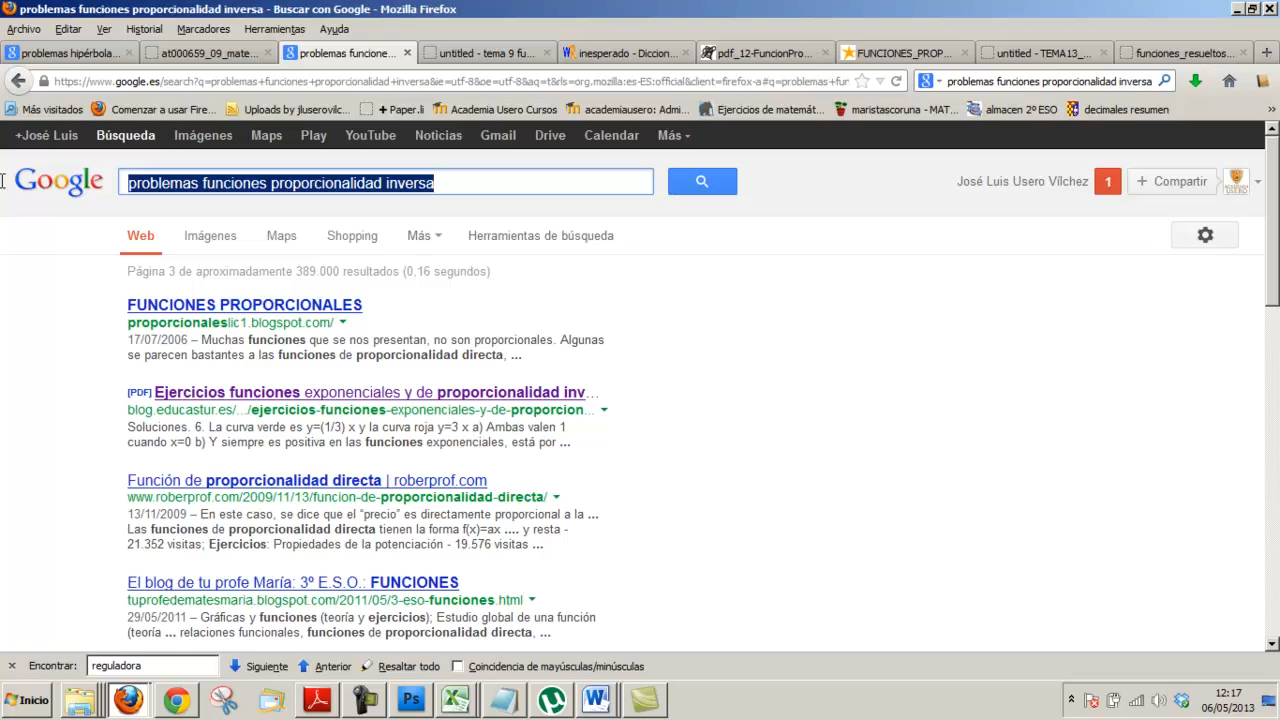 problemas funciones proporcionalidad inversa - Buscar con Google - Mozilla Firefox
Archivo Editar Ver Historial Marcadores Herramientas Ayuda
problemas hipérbola... at000659_09_mate... problemas funcione... untitled - tema 9 fu... inesperado - Diccion... pdf_12-FuncionPro... FUNCIONES_PROP... untitled - TEMA13_... funciones_resueltos...
https://www.google.es/search?q=problemas+funciones+proporcionalidad+inversa&ie=utf-8&oe=utf-8&aq=t&rls=org.mozilla:es-ES:official&client=firefox-a#q=problemas+fur problemas funciones proporcionalidad inversa
Más visitados Comenzar a usar Fire... Uploads by jluserovilc... + Paper.li Academia Usero Cursos academiausero: Admi... Ejercicios de matemát... maristascoruna - MAT... almacen 2º ESO decimales resumen
+José Luis Búsqueda Imágenes Maps Play YouTube Noticias Gmail Drive Calendar Más
Google problemas funciones proporcionalidad inversa José Luis Usero Vílchez 1 + Compartir
Web Imágenes Maps Shopping Más Herramientas de búsqueda
Página 3 de aproximadamente 389.000 resultados (0,16 segundos)
FUNCIONES PROPORCIONALES
proporcionaleslic1.blogspot.com/
17/07/2006 – Muchas funciones que se nos presentan, no son proporcionales. Algunas
se parecen bastantes a las funciones de proporcionalidad directa, ...
[PDF] Ejercicios funciones exponenciales y de proporcionalidad inv...
blog.educastur.es/.../ejercicios-funciones-exponenciales-y-de-proporcion...
Soluciones. 6. La curva verde es y=(1/3) x y la curva roja y=3 x a) Ambas valen 1
cuando x=0 b) Y siempre es positiva en las funciones exponenciales, está por ...
Función de proporcionalidad directa | roberprof.com
www.roberprof.com/2009/11/13/funcion-de-proporcionalidad-directa/
13/11/2009 – En este caso, se dice que el “precio” es directamente proporcional a la ...
Las funciones de proporcionalidad directa tienen la forma f(x)=ax .... y resta -
21.352 visitas; Ejercicios: Propiedades de la potenciación - 19.576 visitas ...
El blog de tu profe María: 3º E.S.O.: FUNCIONES
tuprofedematesmaria.blogspot.com/2011/05/3-eso-funciones.html
29/05/2011 – Gráficas y funciones (teoría y ejercicios); Estudio global de una función
(teoría ... relaciones funcionales, funciones de proporcionalidad directa, ...
Encontrar: reguladora Siguiente Anterior Resaltar todo Coincidencia de mayúsculas/minúsculas
Inicio 12:17
06/05/2013